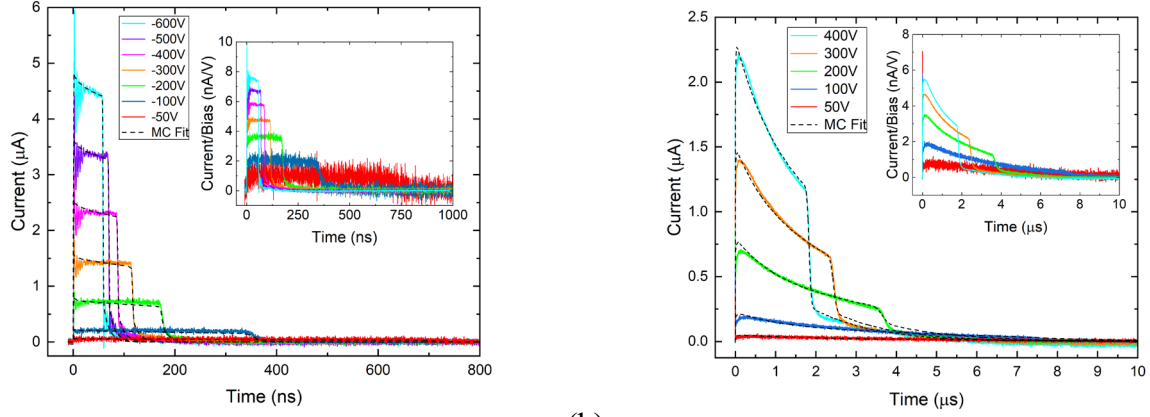 6
5
4
3
2
1
0
Current (µA)
0
200
400
600
800
Time (ns)
-600V
-500V
-400V
-300V
-200V
-100V
-50V
MC Fit
10
8
6
4
2
0
Current/Bias (nA/V)
0
250
500
750
1000
Time (ns)
2.5
2.0
1.5
1.0
0.5
0.0
Current (µA)
0
1
2
3
4
5
6
7
8
9
10
Time (µs)
400V
300V
200V
100V
50V
MC Fit
8
6
4
2
0
Current/Bias (nA/V)
0
2
4
6
8
10
Time (µs)